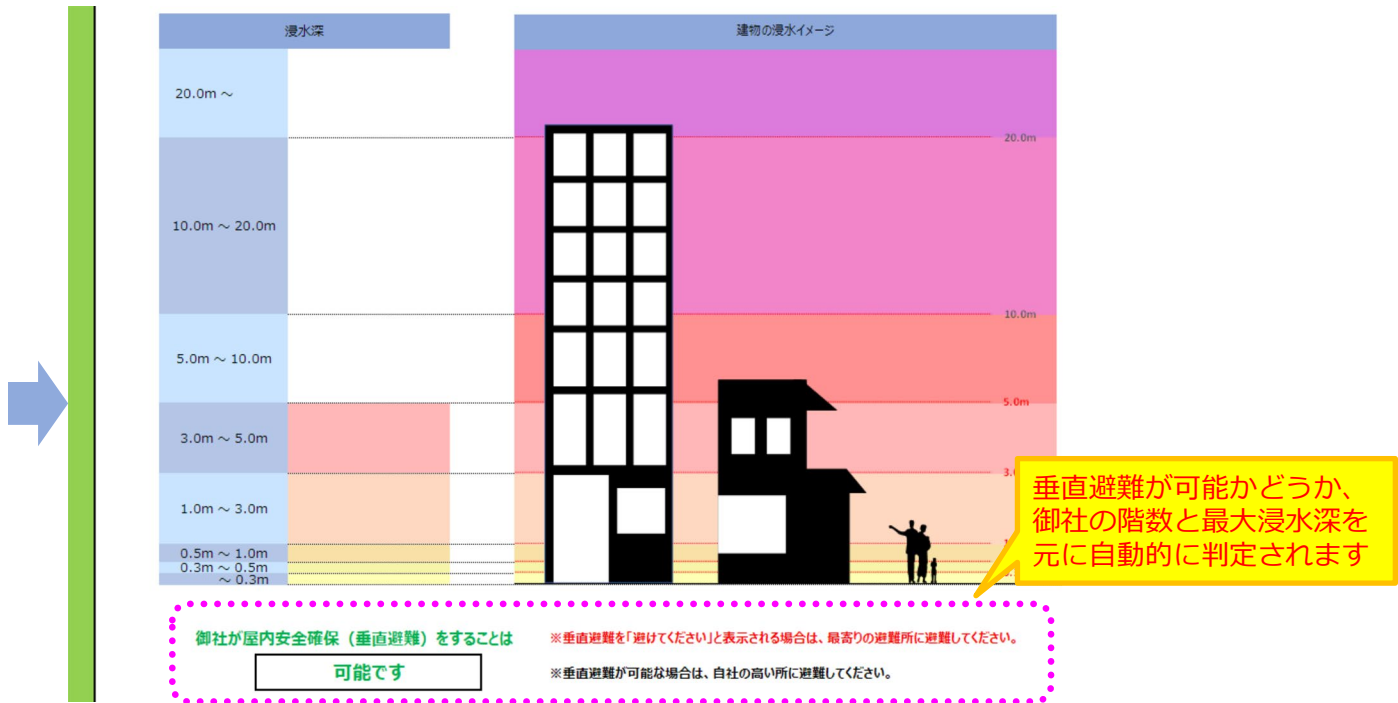 浸水深
建物の浸水イメージ
20.0m ～
10.0m ～ 20.0m
5.0m ～ 10.0m
3.0m ～ 5.0m
1.0m ～ 3.0m
0.5m ～ 1.0m
0.3m ～ 0.5m
～ 0.3m
20.0m
10.0m
5.0m
垂直避難が可能かどうか、
御社の階数と最大浸水深を
元に自動的に判定されます
御社が屋内安全確保（垂直避難）をすることは
可能です
※垂直避難を「避けてください」と表示される場合は、最寄りの避難所に避難してください。
※垂直避難が可能な場合は、自社の高い所に避難してください。